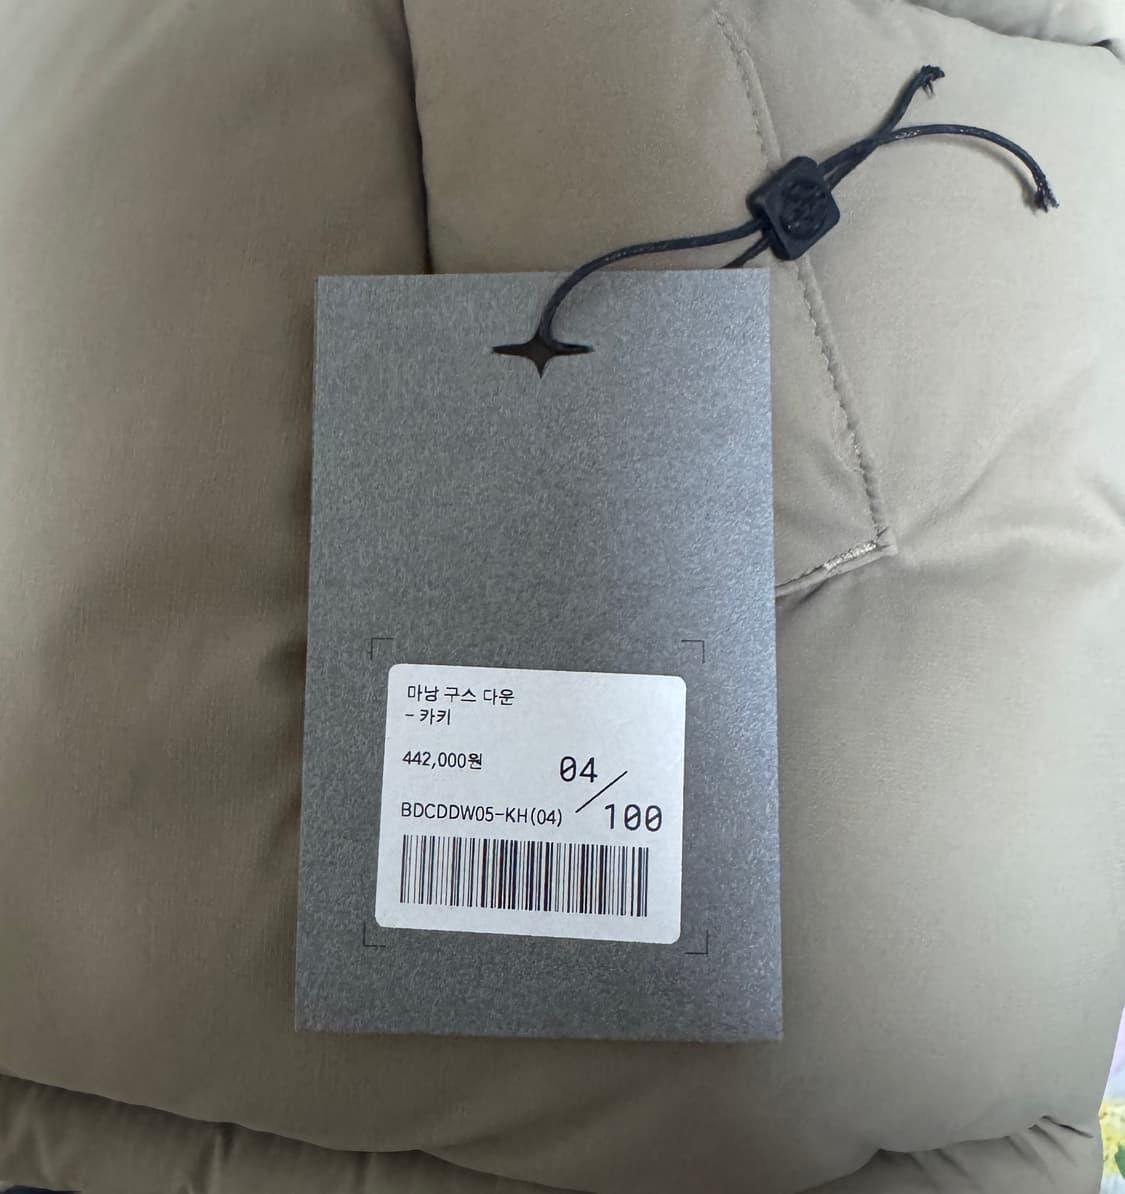 마낭 구스 다운
- 카키
442,000원
04/100
BDCDDW05-KH(04)